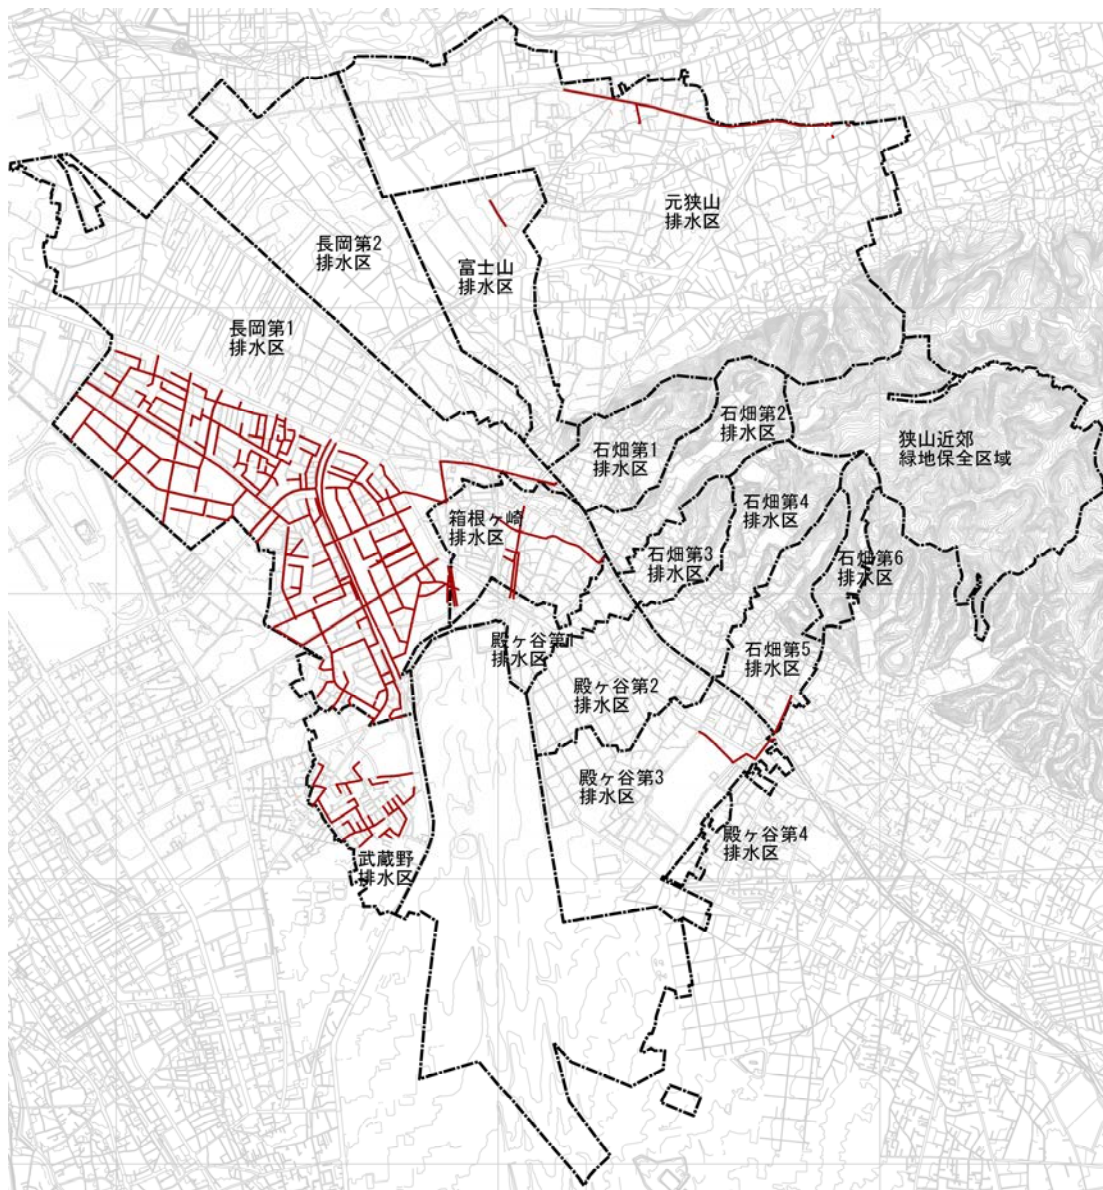 元狭山
排水区
長岡第2
排水区
富士山
排水区
長岡第1
排水区
石畑第2
排水区
石畑第1
排水区
狭山近郊
緑地保全区域
石畑第4
排水区
箱根ヶ崎
排水区
石畑第3
排水区
石畑第6
排水区
殿ヶ谷第1
排水区
石畑第5
排水区
殿ヶ谷第2
排水区
殿ヶ谷第3
排水区
殿ヶ谷第4
排水区
武蔵野
排水区